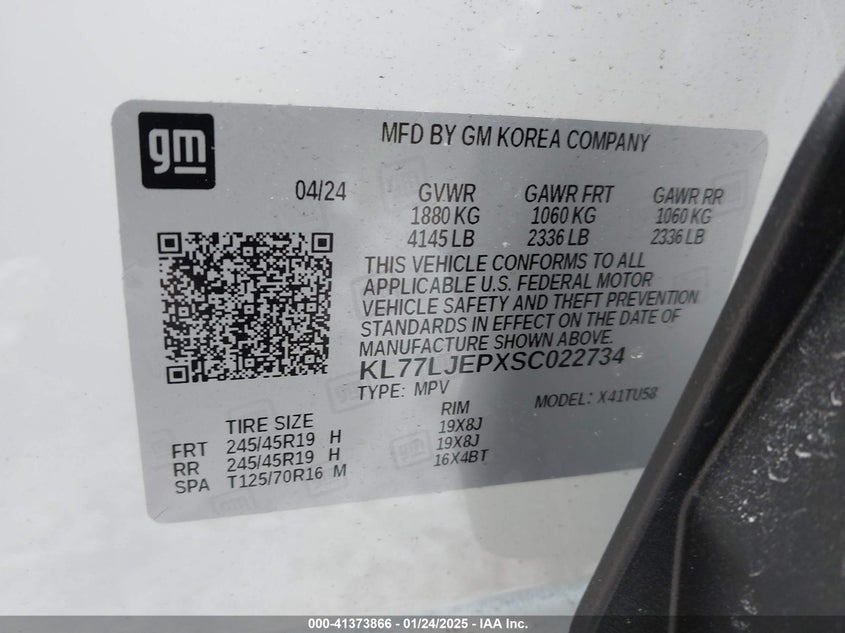 gm
MFD BY GM KOREA COMPANY
04/24
GVWR GAWR FRT GAWR RR
1880 KG 1060 KG 1060 KG
4145 LB 2336 LB 2336 LB
THIS VEHICLE CONFORMS TO ALL
APPLICABLE U.S. FEDERAL MOTOR
VEHICLE SAFETY AND THEFT PREVENTION
STANDARDS IN EFFECT ON THE DATE OF
MANUFACTURE SHOWN ABOVE.
KL77LJEPXSC022734
TYPE: MPV MODEL: X41TU58
TIRE SIZE RIM
FRT 245/45R19 H 19X8J
RR 245/45R19 H 19X8J
SPA T125/70R16 M 16X4BT
000-41373866 - 01/24/2025 - IAA Inc.